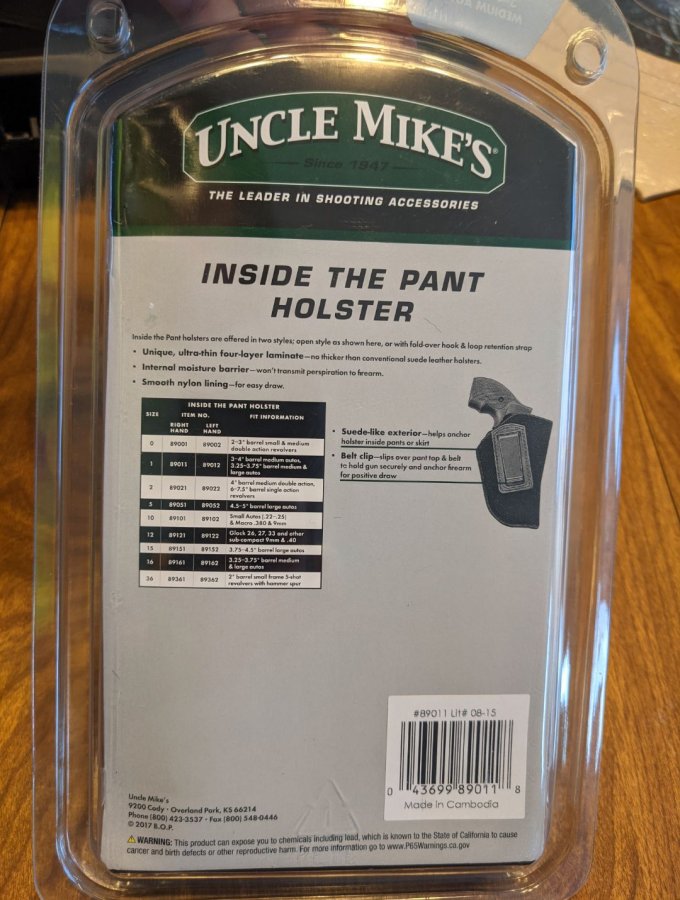 UNCLE MIKE'S®
Since 1947
THE LEADER IN SHOOTING ACCESSORIES
INSIDE THE PANT
HOLSTER
Inside the Pant holsters are offered in two styles; open style as shown here, or with fold-over hook & loop retention strap
• Unique, ultra-thin four-layer laminate—no thicker than conventional suede leather holsters.
• Internal moisture barrier—won't transmit perspiration to firearm.
• Smooth nylon lining—for easy draw.
INSIDE THE PANT HOLSTER
SIZE ITEM NO. FIT INFORMATION
RIGHT HAND LEFT HAND
0 89001 89002 2-3" barrel small & medium
double action revolvers
1 89011 89012 3-4" barrel medium autos,
3.25-3.75" barrel medium &
large autos
2 89021 89022 4" barrel medium double action,
6-7.5" barrel single action
revolvers
5 89051 89052 4.5-5" barrel large autos
10 89101 89102 Small Autos (.22-.25)
& Macro .380 & 9mm
12 89121 89122 Glock 26, 27, 33 and other
sub-compact 9mm & .40
15 89151 89152 3.75-4.5" barrel large autos
16 89161 89162 3.25-3.75" barrel medium
& large autos
36 89361 89362 2" barrel small frame 5-shot
revolvers with hammer spur
• Suede-like exterior—helps anchor
holster inside pants or skirt
• Belt clip—slips over pant top & belt
to hold gun securely and anchor firearm
for positive draw
#89011 Lit# 08-15
0 43699 89011 8
Made in Cambodia
Uncle Mike's
9200 Cody · Overland Park, KS 66214
Phone (800) 423-3537 · Fax (800) 548-0446
© 2017 B.O.P.
⚠ WARNING: This product can expose you to chemicals including lead, which is known to the State of California to cause
cancer and birth defects or other reproductive harm. For more information go to www.P65Warnings.ca.gov